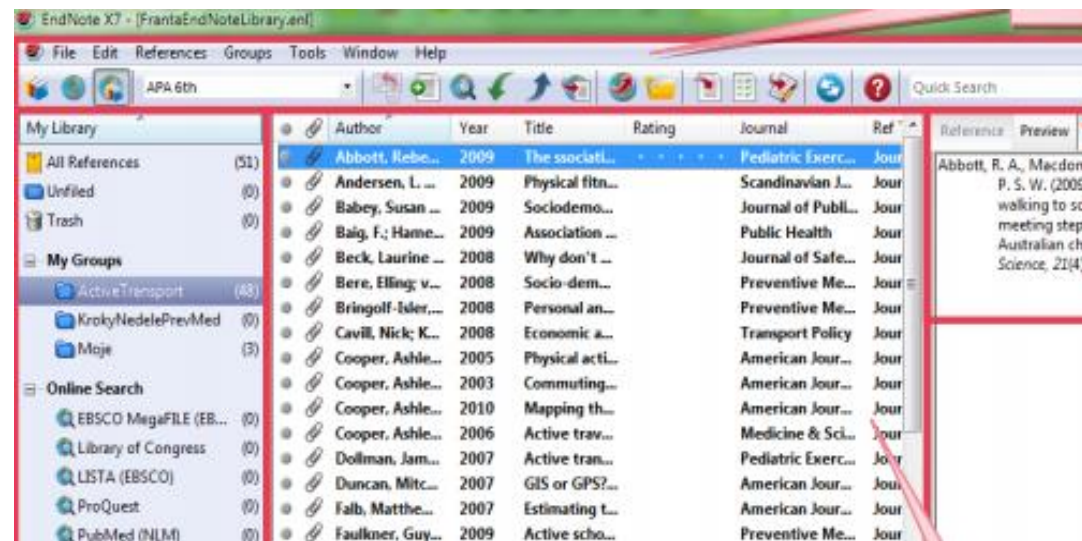 EndNote X7 - [FrantaEndNoteLibrary.enl]
File Edit References Groups Tools Window Help
APA 6th
Quick Search
My Library
All References (51)
Unfiled (0)
Trash (0)
My Groups
ActiveTransport (48)
KrokyNedelePrevMed (0)
Moje (3)
Online Search
EBSCO MegaFILE (EB... (0)
Library of Congress (0)
LISTA (EBSCO) (0)
ProQuest (0)
PubMed (NLM) (0)
Author Year Title Rating Journal Ref
Abbott, Rebe... 2009 The ssociati... Pediatric Exerc... Jour
Andersen, L. ... 2009 Physical fitn... Scandinavian J... Jour
Babey, Susan ... 2009 Sociodemo... Journal of Publi... Jour
Baig, F.; Hame... 2009 Association ... Public Health Jour
Beck, Laurine ... 2008 Why don't ... Journal of Safe... Jour
Bere, Elling; v... 2008 Socio-dem... Preventive Me... Jour
Bringolf-Isler,... 2008 Personal an... Preventive Me... Jour
Cavill, Nick; K... 2008 Economic a... Transport Policy Jour
Cooper, Ashle... 2005 Physical acti... American Jour... Jour
Cooper, Ashle... 2003 Commuting... American Jour... Jour
Cooper, Ashle... 2010 Mapping th... American Jour... Jour
Cooper, Ashle... 2006 Active trav... Medicine & Sci... Jour
Dollman, Jam... 2007 Active tran... Pediatric Exerc... Jour
Duncan, Mitc... 2007 GIS or GPS?... American Jour... Jour
Falb, Matthe... 2007 Estimating t... American Jour... Jour
Faulkner, Guy... 2009 Active scho... Preventive Me... Jour
Reference Preview
Abbott, R. A., Macdon
P. S. W. (2009
walking to sc
meeting step
Australian ch
Science, 21(4)